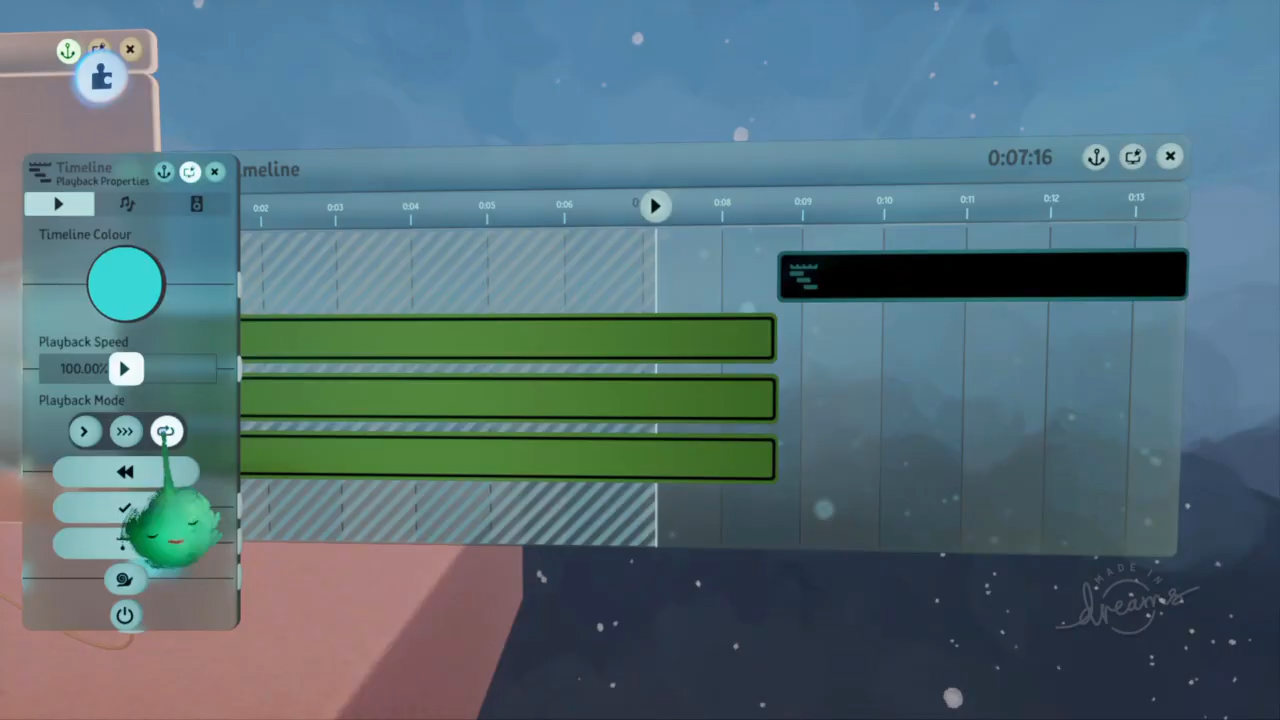 Timeline
Playback Properties
Timeline Colour
Playback Speed
100.00%
Playback Mode
0:07:16
0:02 0:03 0:04 0:05 0:06 0:08 0:09 0:10 0:11 0:12 0:13
MADE IN
dreams